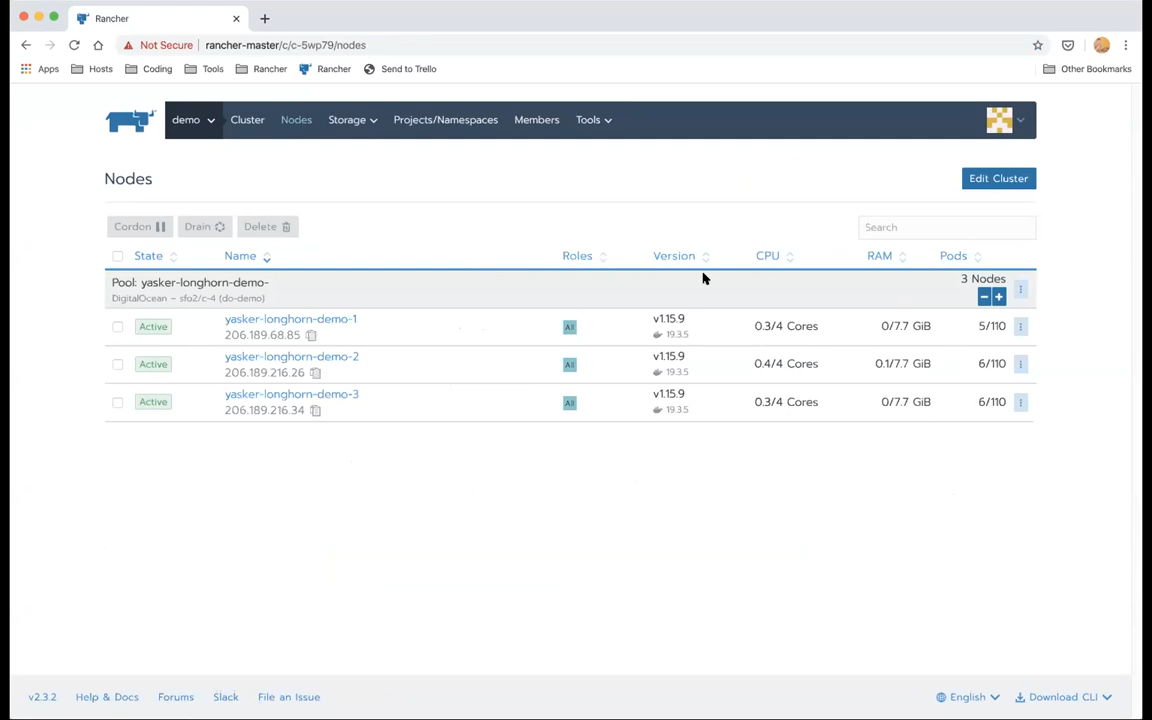 Rancher
Not Secure rancher-master/c/c-5wp79/nodes
Apps Hosts Coding Tools Rancher Rancher Send to Trello Other Bookmarks
demo Cluster Nodes Storage Projects/Namespaces Members Tools
Nodes Edit Cluster
Cordon Drain Delete Search
State Name Roles Version CPU RAM Pods
Pool: yasker-longhorn-demo- 3 Nodes
DigitalOcean – sfo2/c-4 (do-demo)
Active yasker-longhorn-demo-1 All v1.15.9 0.3/4 Cores 0/7.7 GiB 5/110
206.189.68.85 19.3.5
Active yasker-longhorn-demo-2 All v1.15.9 0.4/4 Cores 0.1/7.7 GiB 6/110
206.189.216.26 19.3.5
Active yasker-longhorn-demo-3 All v1.15.9 0.3/4 Cores 0/7.7 GiB 6/110
206.189.216.34 19.3.5
v2.3.2 Help & Docs Forums Slack File an Issue English Download CLI